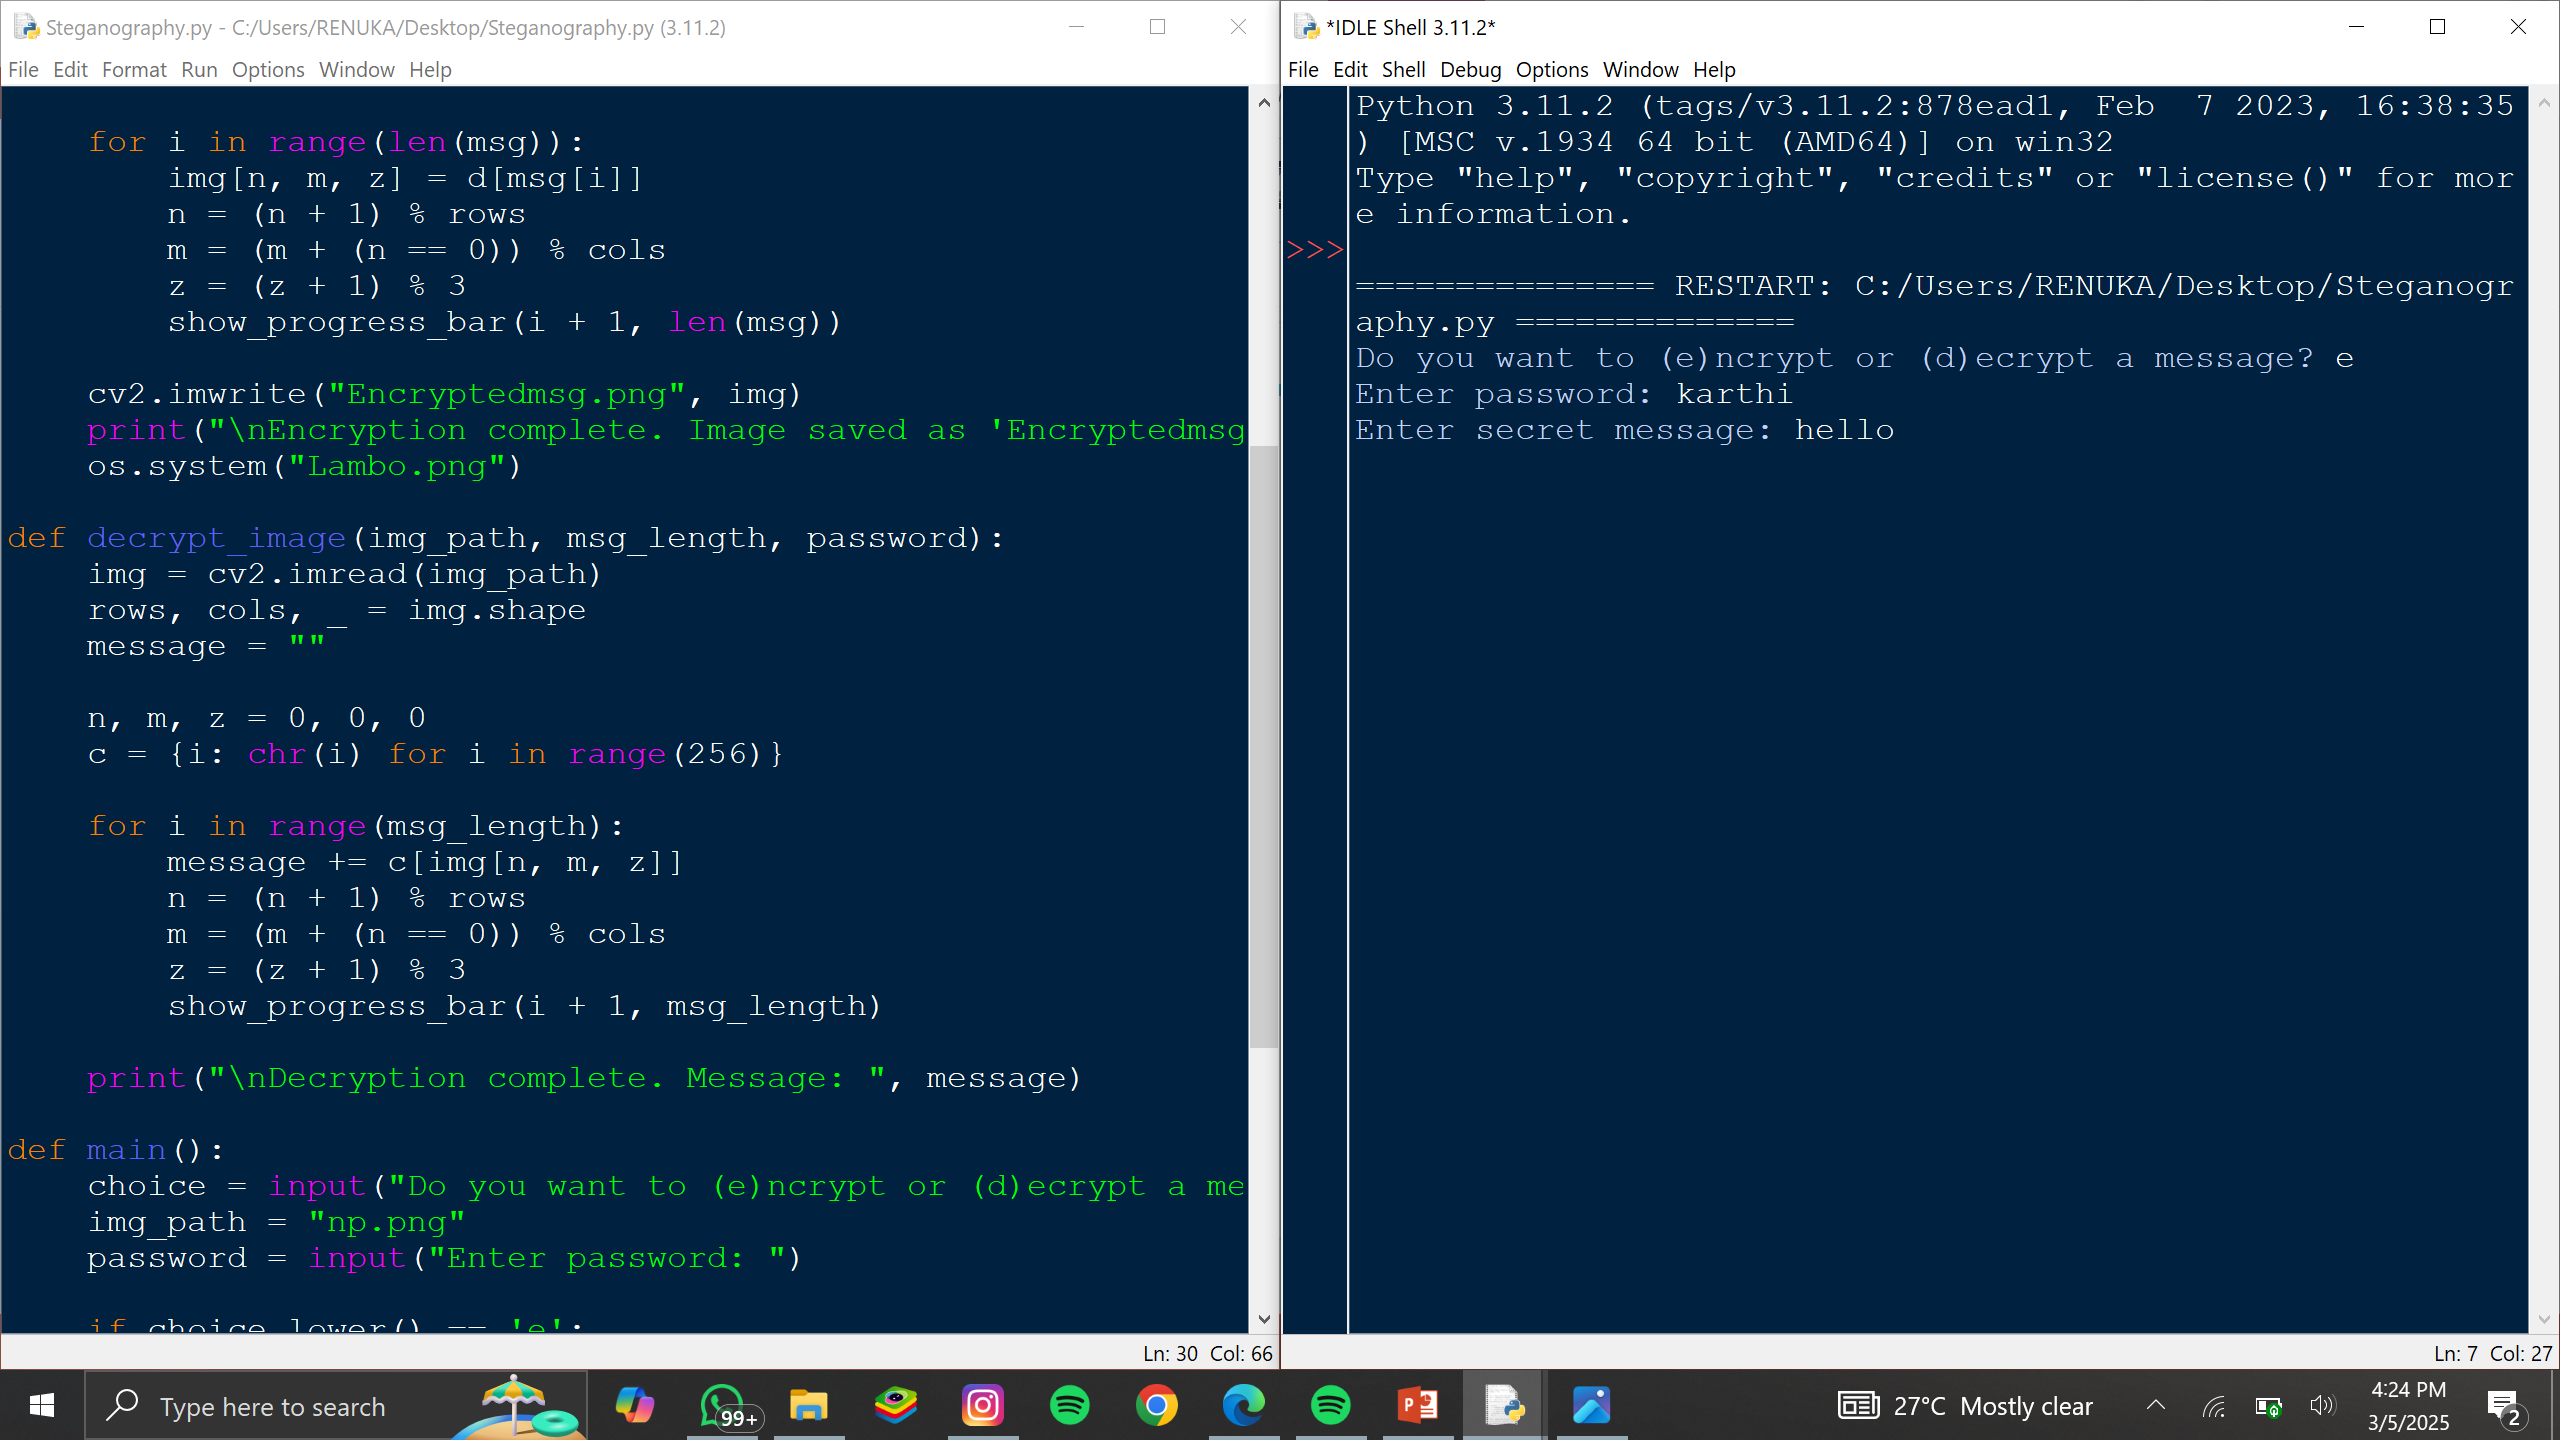 Steganography.py - C:/Users/RENUKA/Desktop/Steganography.py (3.11.2)
File Edit Format Run Options Window Help
    for i in range(len(msg)):
        img[n, m, z] = d[msg[i]]
        n = (n + 1) % rows
        m = (m + (n == 0)) % cols
        z = (z + 1) % 3
        show_progress_bar(i + 1, len(msg))
    cv2.imwrite("Encryptedmsg.png", img)
    print("\nEncryption complete. Image saved as 'Encryptedmsg
    os.system("Lambo.png")
def decrypt_image(img_path, msg_length, password):
    img = cv2.imread(img_path)
    rows, cols, _ = img.shape
    message = ""
    n, m, z = 0, 0, 0
    c = {i: chr(i) for i in range(256)}
    for i in range(msg_length):
        message += c[img[n, m, z]]
        n = (n + 1) % rows
        m = (m + (n == 0)) % cols
        z = (z + 1) % 3
        show_progress_bar(i + 1, msg_length)
    print("\nDecryption complete. Message: ", message)
def main():
    choice = input("Do you want to (e)ncrypt or (d)ecrypt a me
    img_path = "np.png"
    password = input("Enter password: ")
    if choice.lower() == 'e':
Ln: 30 Col: 66
*IDLE Shell 3.11.2*
File Edit Shell Debug Options Window Help
Python 3.11.2 (tags/v3.11.2:878ead1, Feb  7 2023, 16:38:35
) [MSC v.1934 64 bit (AMD64)] on win32
Type "help", "copyright", "credits" or "license()" for mor
e information.
>>>
=============== RESTART: C:/Users/RENUKA/Desktop/Steganogr
aphy.py ==============
Do you want to (e)ncrypt or (d)ecrypt a message? e
Enter password: karthi
Enter secret message: hello
Ln: 7 Col: 27
Type here to search
99+
27°C Mostly clear
4:24 PM
3/5/2025
2